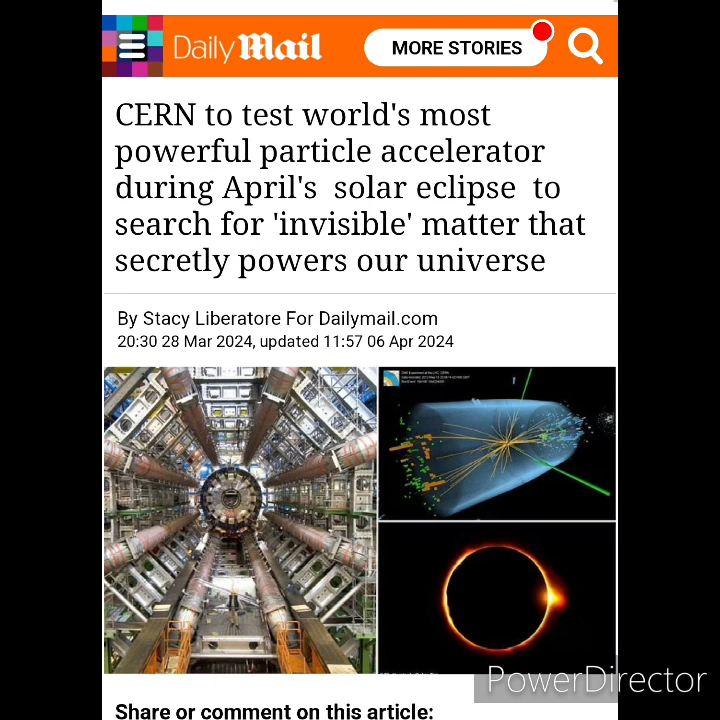 Daily Mail
MORE STORIES
CERN to test world's most
powerful particle accelerator
during April's solar eclipse to
search for 'invisible' matter that
secretly powers our universe
By Stacy Liberatore For Dailymail.com
20:30 28 Mar 2024, updated 11:57 06 Apr 2024
PowerDirector
Share or comment on this article: